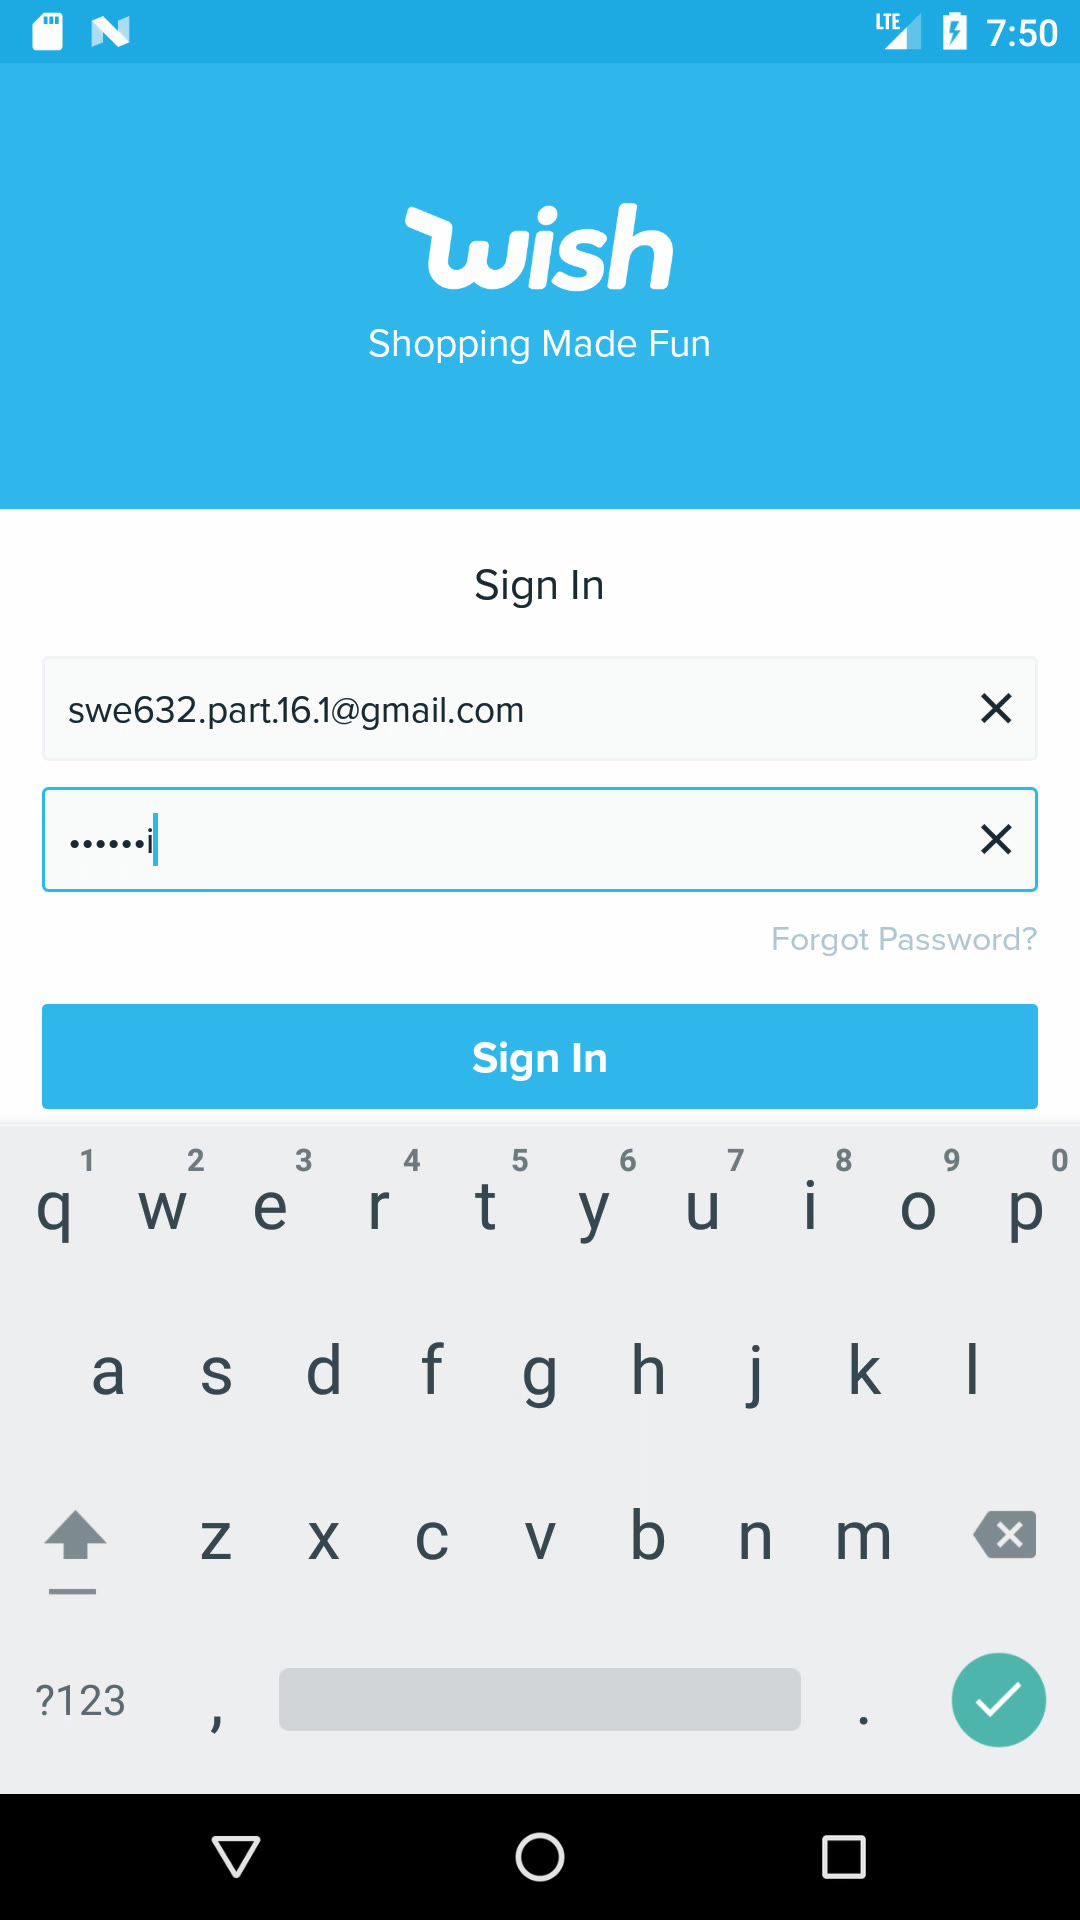 LTE 7:50
wish
Shopping Made Fun
Sign In
swe632.part.16.1@gmail.com
••••••i
Forgot Password?
Sign In
1 2 3 4 5 6 7 8 9 0
q w e r t y u i o p
a s d f g h j k l
z x c v b n m
?123 , .